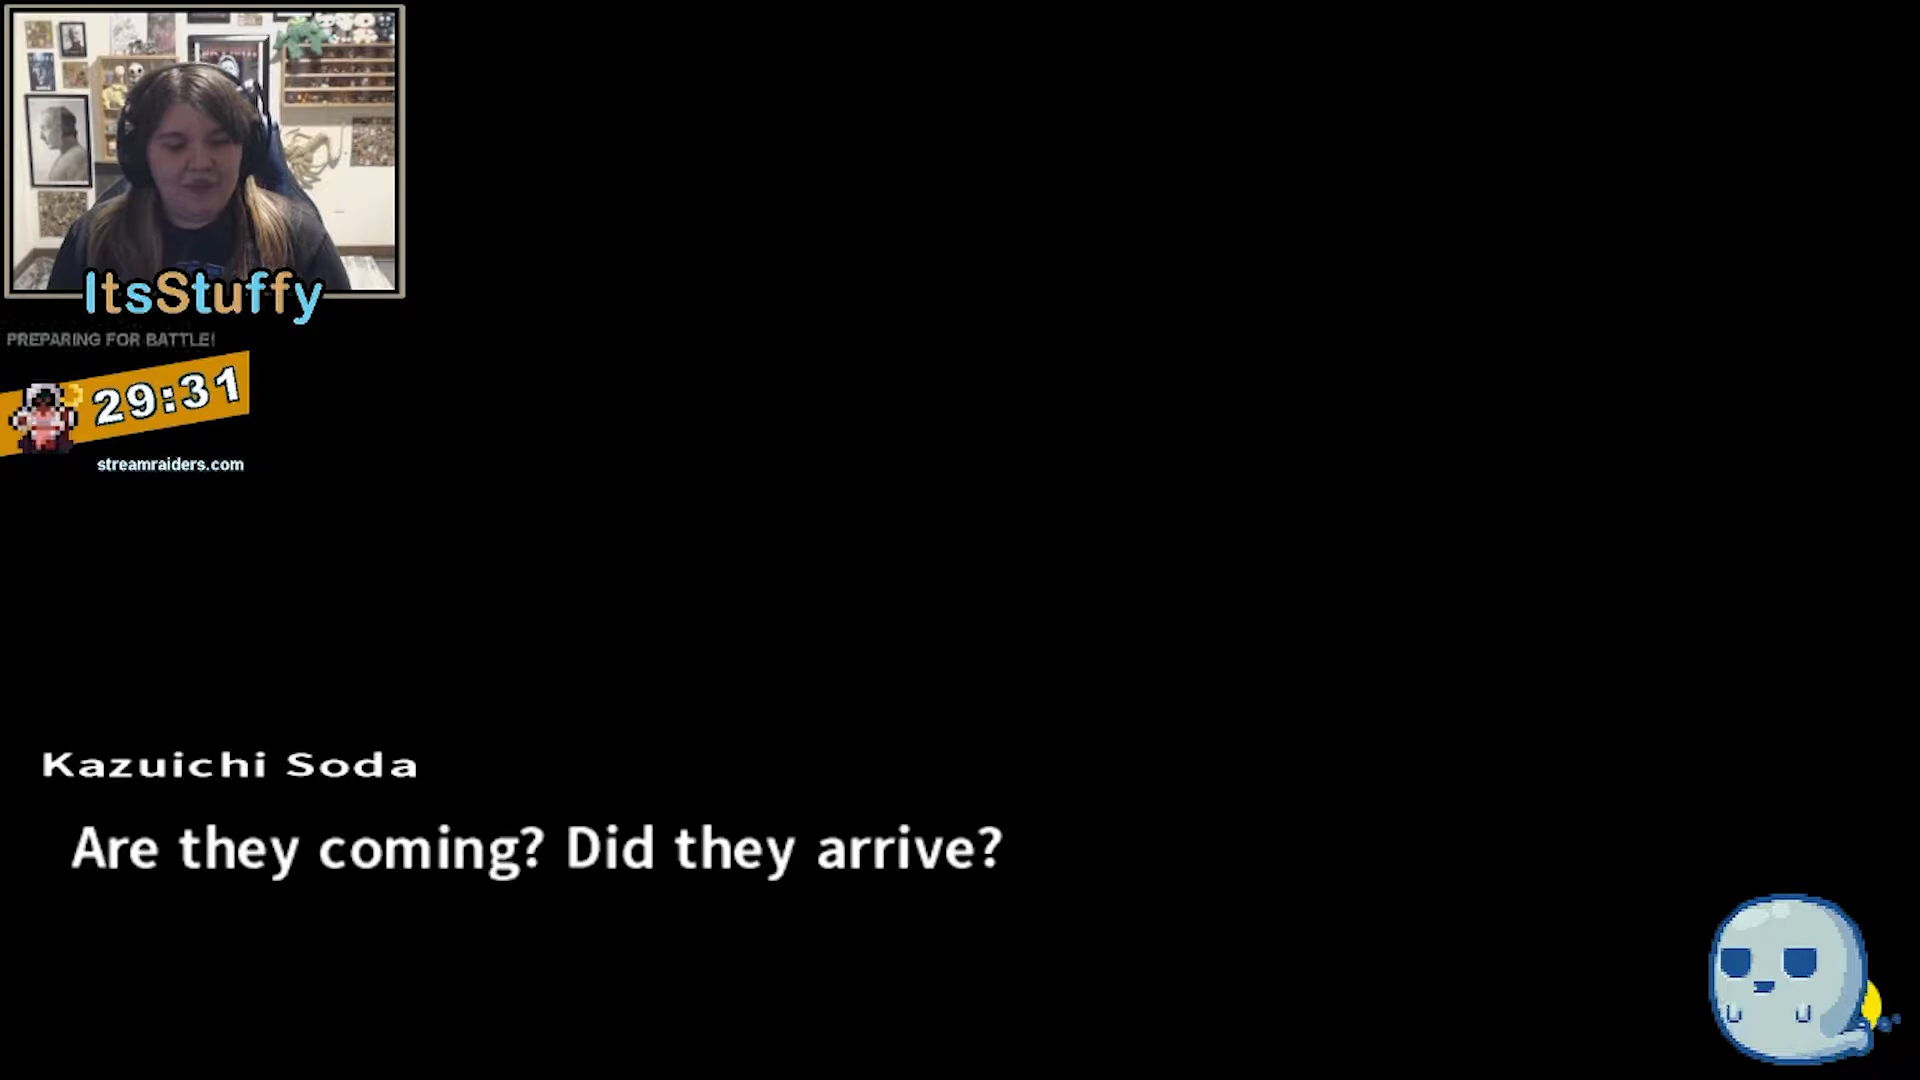 ItsStuffy
PREPARING FOR BATTLE!
29:31
streamraiders.com
Kazuichi Soda
Are they coming? Did they arrive?